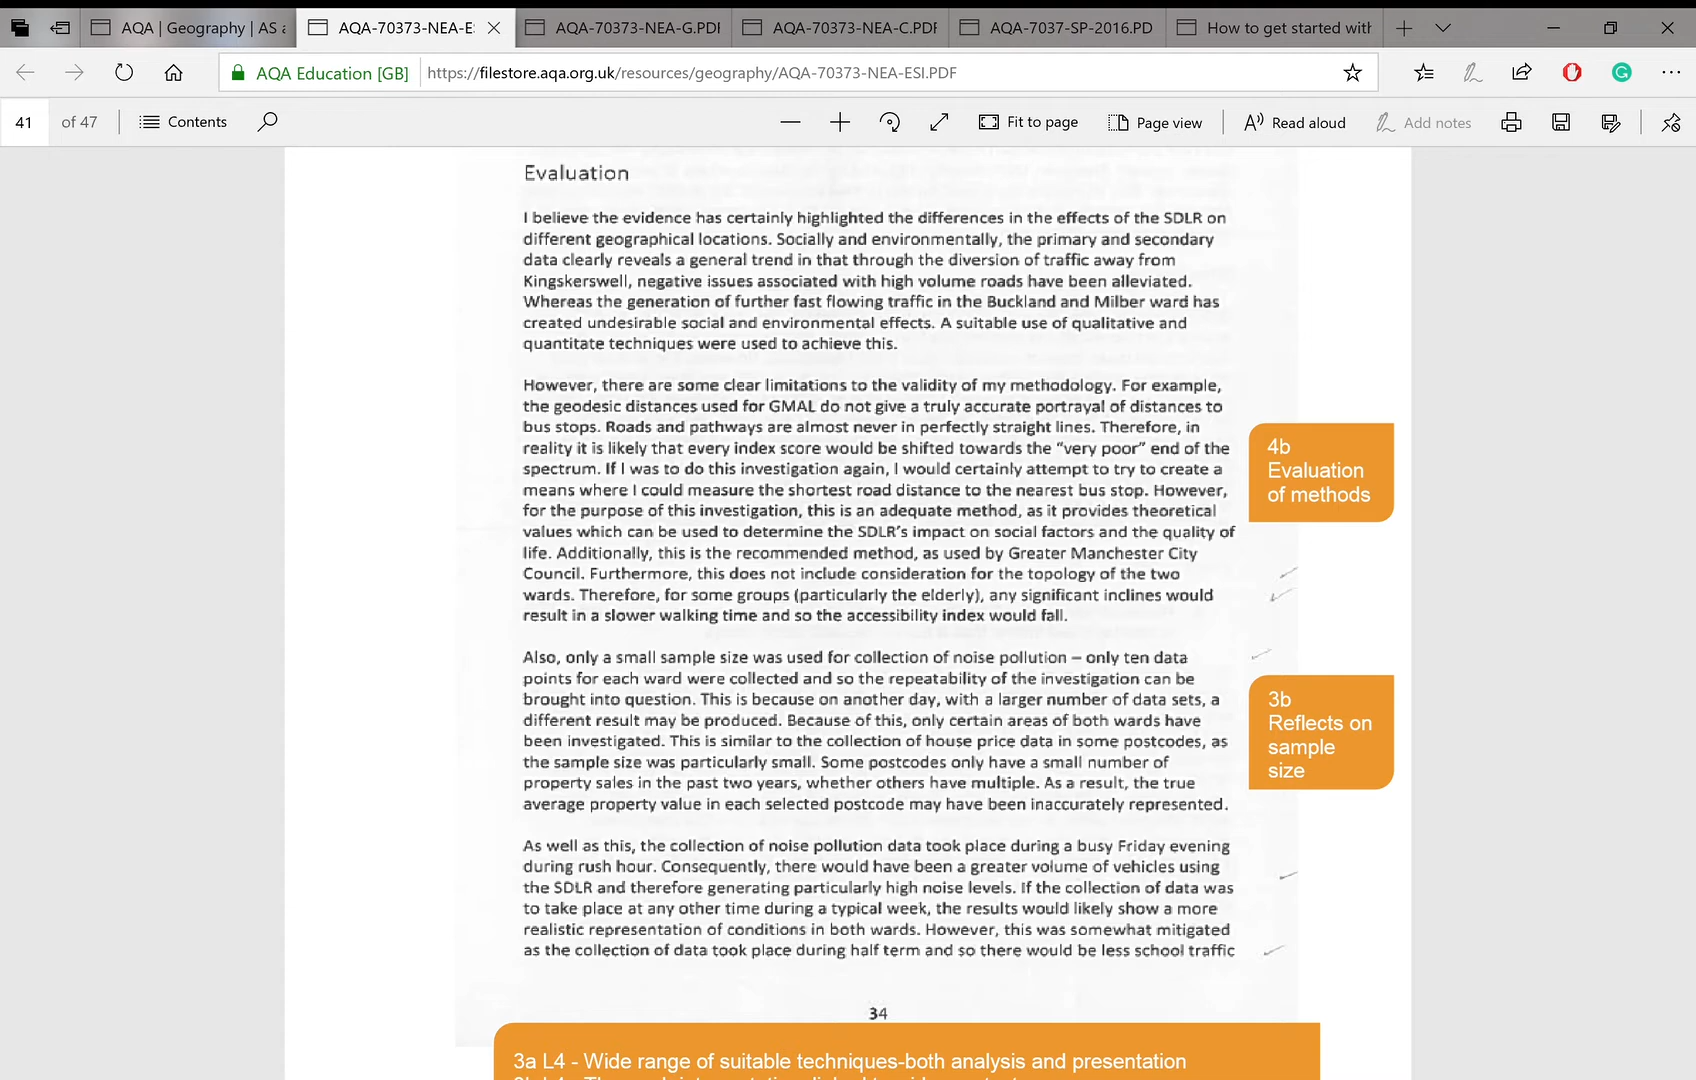 AQA | Geography | AS a
AQA-70373-NEA-ES
AQA-70373-NEA-G.PDF
AQA-70373-NEA-C.PDF
AQA-7037-SP-2016.PD
How to get started with
AQA Education [GB]
https://filestore.aqa.org.uk/resources/geography/AQA-70373-NEA-ESI.PDF
41 of 47 Contents
Fit to page Page view Read aloud Add notes
Evaluation
I believe the evidence has certainly highlighted the differences in the effects of the SDLR on
different geographical locations. Socially and environmentally, the primary and secondary
data clearly reveals a general trend in that through the diversion of traffic away from
Kingskerswell, negative issues associated with high volume roads have been alleviated.
Whereas the generation of further fast flowing traffic in the Buckland and Milber ward has
created undesirable social and environmental effects. A suitable use of qualitative and
quantitate techniques were used to achieve this.
However, there are some clear limitations to the validity of my methodology. For example,
the geodesic distances used for GMAL do not give a truly accurate portrayal of distances to
bus stops. Roads and pathways are almost never in perfectly straight lines. Therefore, in
reality it is likely that every index score would be shifted towards the “very poor” end of the
spectrum. If I was to do this investigation again, I would certainly attempt to try to create a
means where I could measure the shortest road distance to the nearest bus stop. However,
for the purpose of this investigation, this is an adequate method, as it provides theoretical
values which can be used to determine the SDLR’s impact on social factors and the quality of
life. Additionally, this is the recommended method, as used by Greater Manchester City
Council. Furthermore, this does not include consideration for the topology of the two
wards. Therefore, for some groups (particularly the elderly), any significant inclines would
result in a slower walking time and so the accessibility index would fall.
4b
Evaluation
of methods
Also, only a small sample size was used for collection of noise pollution – only ten data
points for each ward were collected and so the repeatability of the investigation can be
brought into question. This is because on another day, with a larger number of data sets, a
different result may be produced. Because of this, only certain areas of both wards have
been investigated. This is similar to the collection of house price data in some postcodes, as
the sample size was particularly small. Some postcodes only have a small number of
property sales in the past two years, whether others have multiple. As a result, the true
average property value in each selected postcode may have been inaccurately represented.
3b
Reflects on
sample
size
As well as this, the collection of noise pollution data took place during a busy Friday evening
during rush hour. Consequently, there would have been a greater volume of vehicles using
the SDLR and therefore generating particularly high noise levels. If the collection of data was
to take place at any other time during a typical week, the results would likely show a more
realistic representation of conditions in both wards. However, this was somewhat mitigated
as the collection of data took place during half term and so there would be less school traffic
34
3a L4 - Wide range of suitable techniques-both analysis and presentation